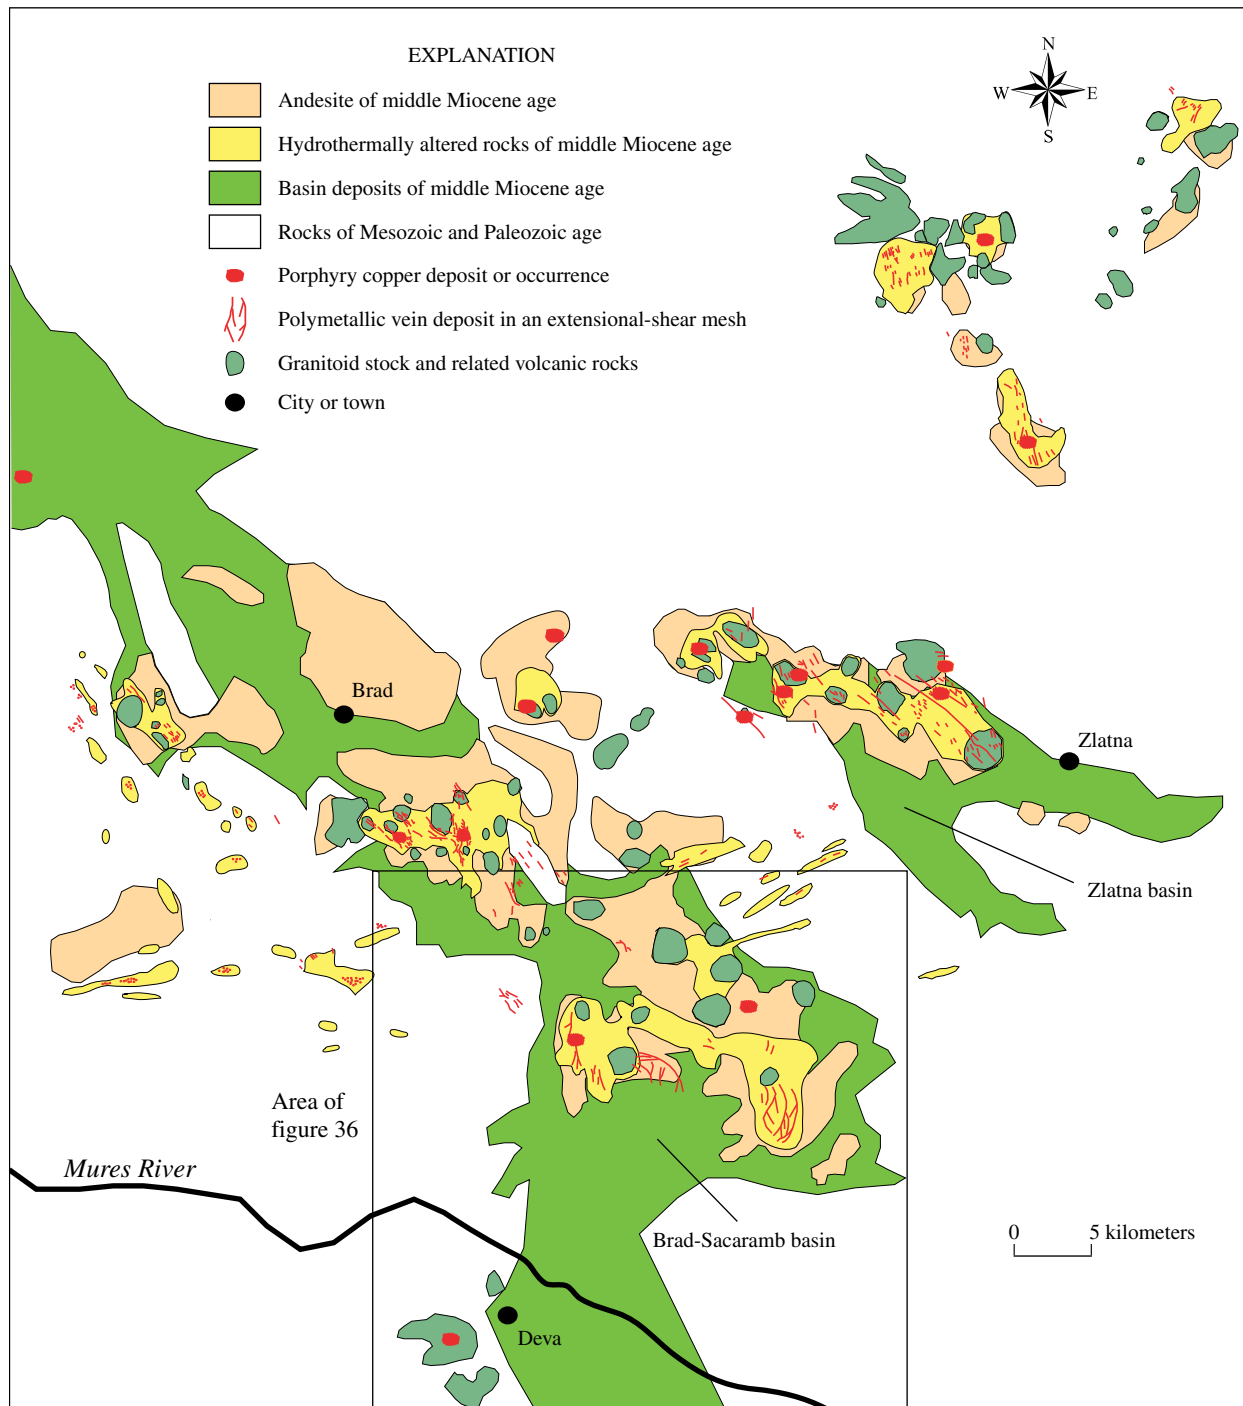 EXPLANATION
Andesite of middle Miocene age
Hydrothermally altered rocks of middle Miocene age
Basin deposits of middle Miocene age
Rocks of Mesozoic and Paleozoic age
Porphyry copper deposit or occurrence
Polymetallic vein deposit in an extensional-shear mesh
Granitoid stock and related volcanic rocks
City or town
N
W
E
S
Brad
Zlatna
Zlatna basin
Area of
figure 36
Mures River
Brad-Sacaramb basin
0
5 kilometers
Deva